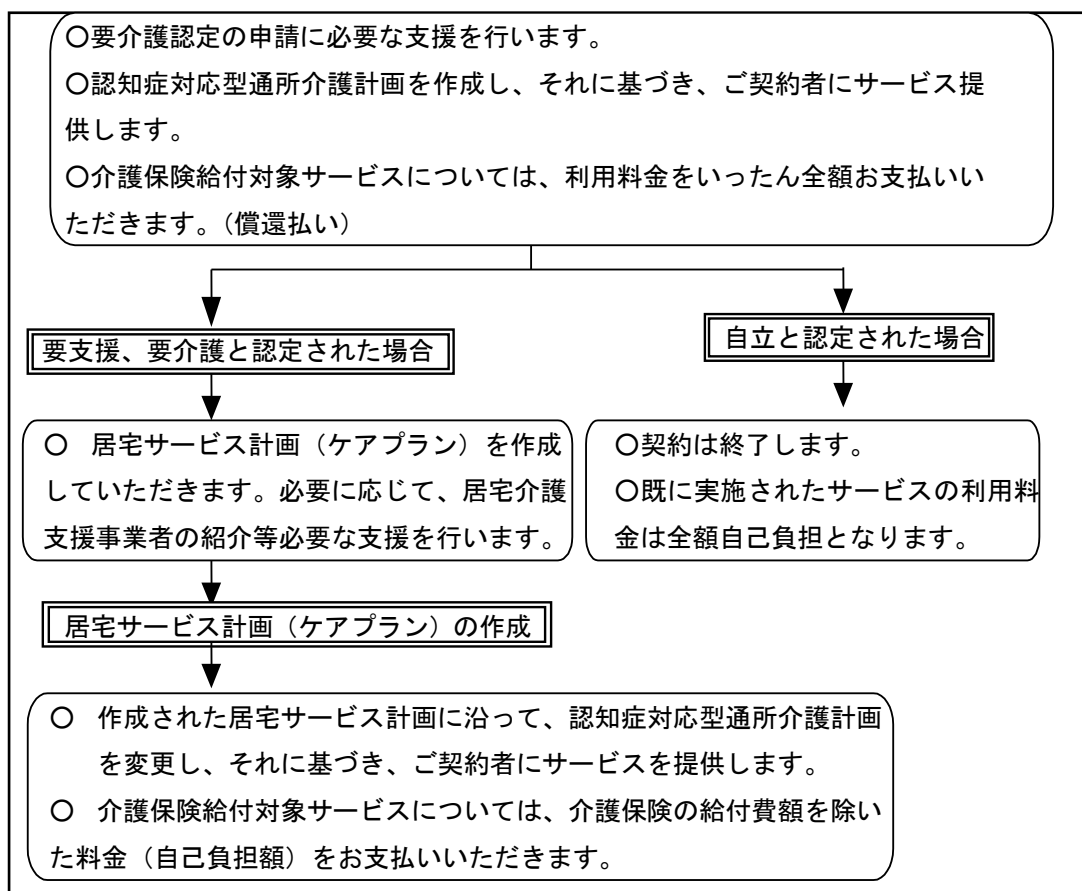 〇要介護認定の申請に必要な支援を行います。
〇認知症対応型通所介護計画を作成し、それに基づき、ご契約者にサービス提
供します。
〇介護保険給付対象サービスについては、利用料金をいったん全額お支払いい
ただきます。(償還払い)
要支援、要介護と認定された場合
自立と認定された場合
〇 居宅サービス計画（ケアプラン）を作成
していただきます。必要に応じて、居宅介護
支援事業者の紹介等必要な支援を行います。
〇契約は終了します。
〇既に実施されたサービスの利用料
金は全額自己負担となります。
居宅サービス計画（ケアプラン）の作成
〇 作成された居宅サービス計画に沿って、認知症対応型通所介護計画
を変更し、それに基づき、ご契約者にサービスを提供します。
〇 介護保険給付対象サービスについては、介護保険の給付費額を除い
た料金（自己負担額）をお支払いいただきます。